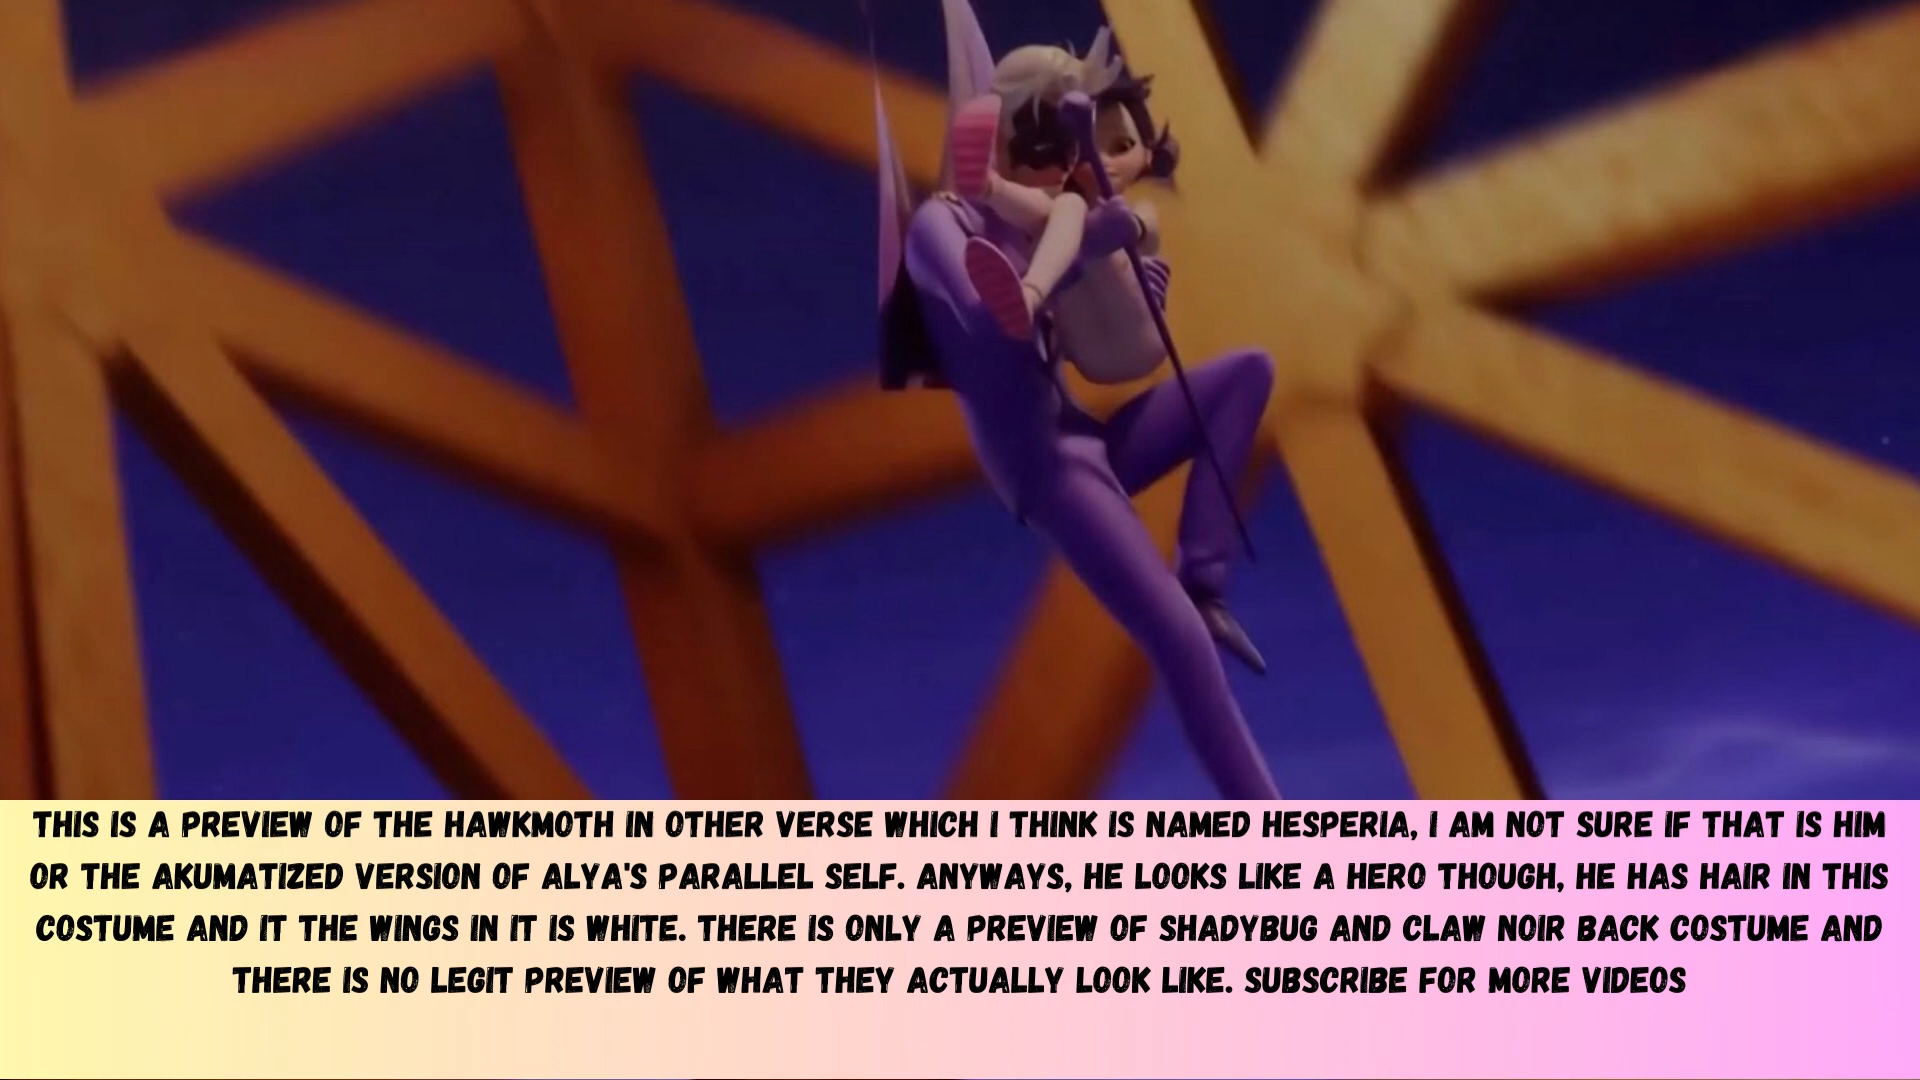 THIS IS A PREVIEW OF THE HAWKMOTH IN OTHER VERSE WHICH I THINK IS NAMED HESPERIA, I AM NOT SURE IF THAT IS HIM
OR THE AKUMATIZED VERSION OF ALYA'S PARALLEL SELF. ANYWAYS, HE LOOKS LIKE A HERO THOUGH, HE HAS HAIR IN THIS
COSTUME AND IT THE WINGS IN IT IS WHITE. THERE IS ONLY A PREVIEW OF SHADYBUG AND CLAW NOIR BACK COSTUME AND
THERE IS NO LEGIT PREVIEW OF WHAT THEY ACTUALLY LOOK LIKE. SUBSCRIBE FOR MORE VIDEOS